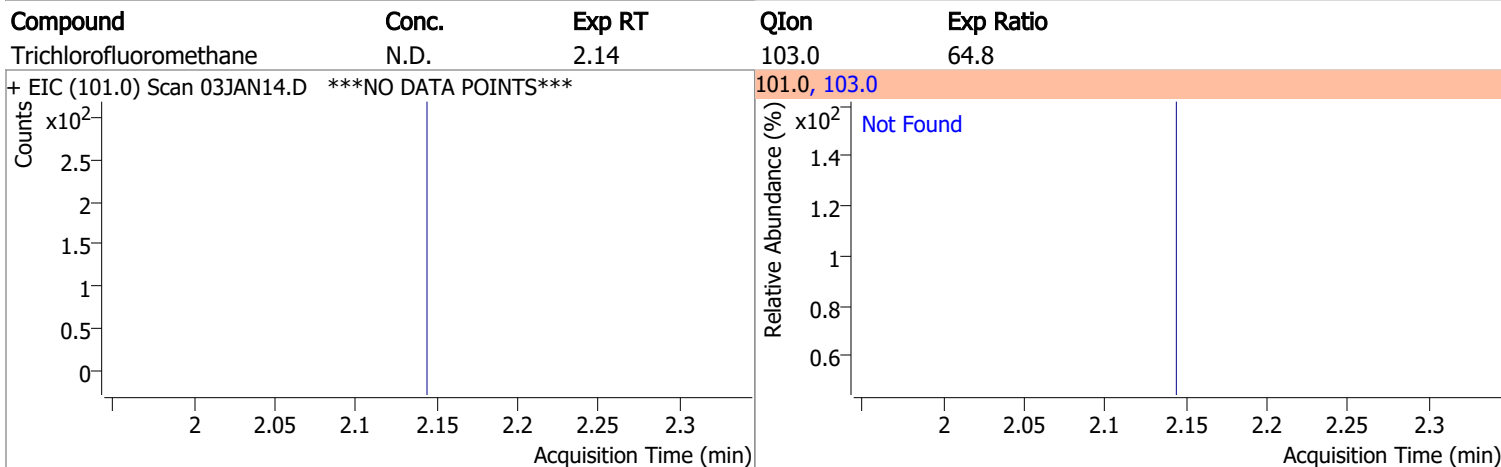 Compound Conc. Exp RT QIon Exp Ratio
Trichlorofluoromethane N.D. 2.14 103.0 64.8
+ EIC (101.0) Scan 03JAN14.D ***NO DATA POINTS***
Counts
x10²
2.5
2
1.5
1
0.5
0
2 2.05 2.1 2.15 2.2 2.25 2.3
Acquisition Time (min)
101.0, 103.0
Relative Abundance (%)
x10²
Not Found
1.4
1.2
1
0.8
0.6
2 2.05 2.1 2.15 2.2 2.25 2.3
Acquisition Time (min)